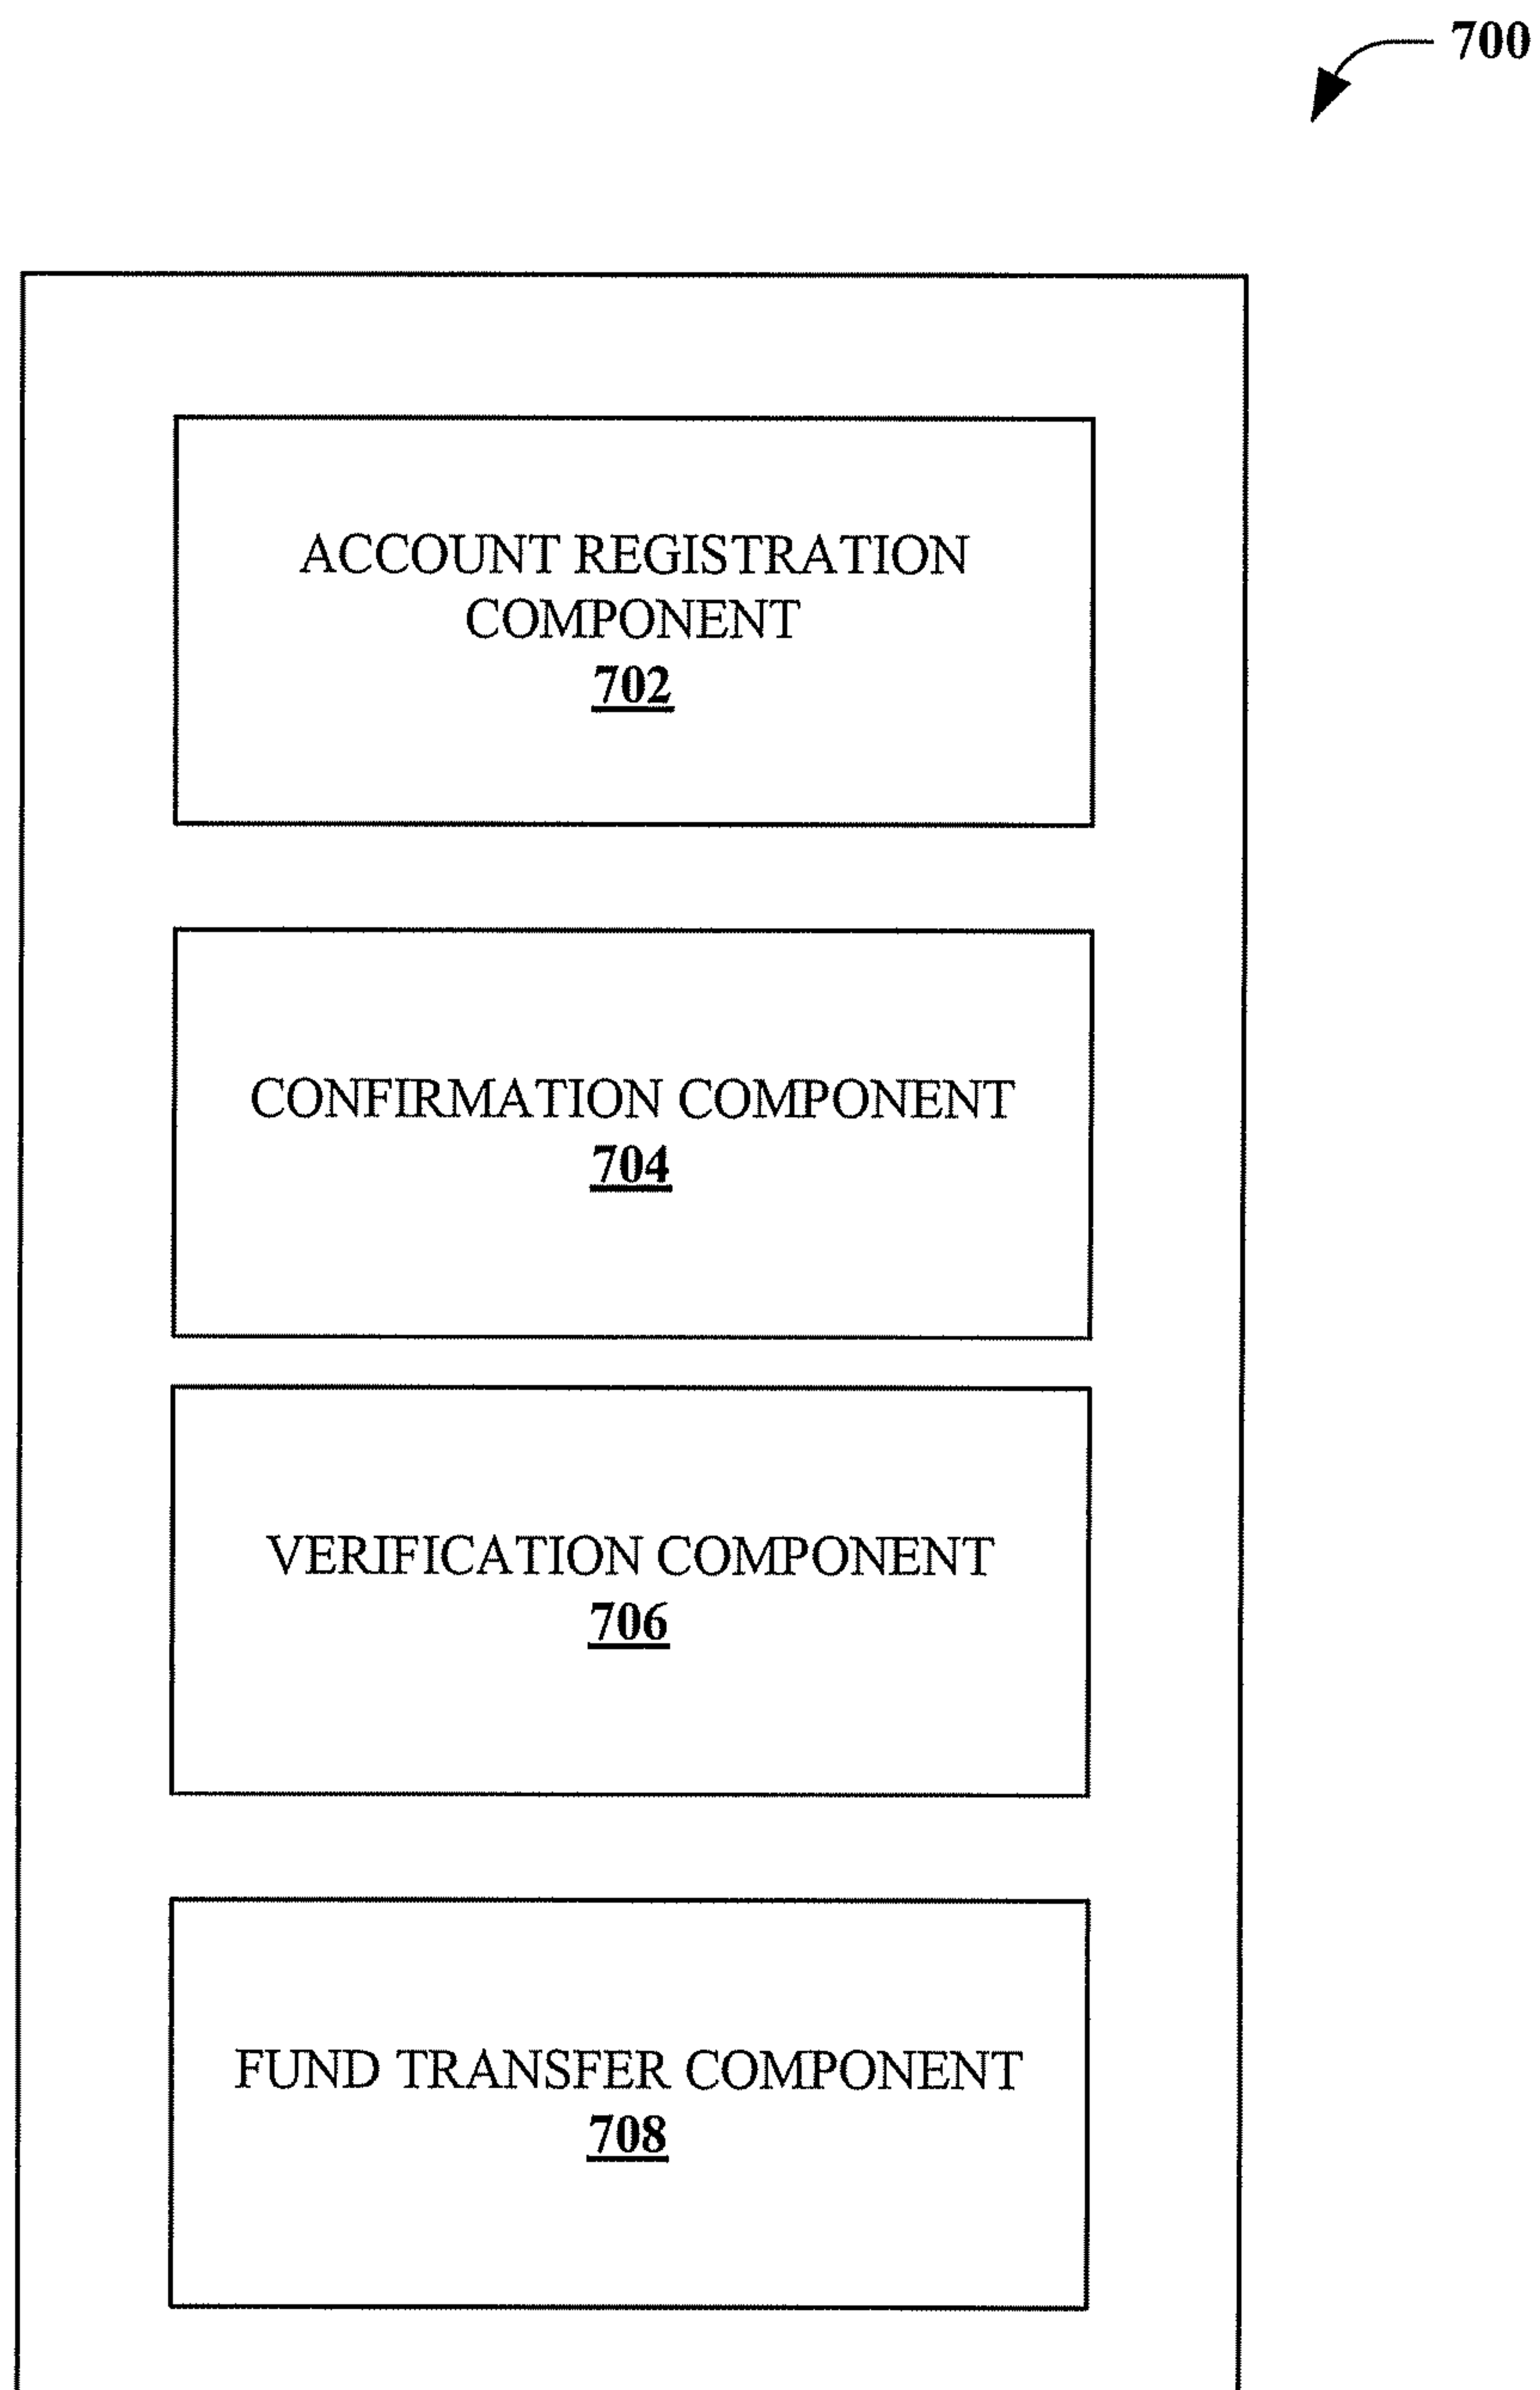 700
ACCOUNT REGISTRATION
COMPONENT
702
CONFIRMATION COMPONENT
704
VERIFICATION COMPONENT
706
FUND TRANSFER COMPONENT
708